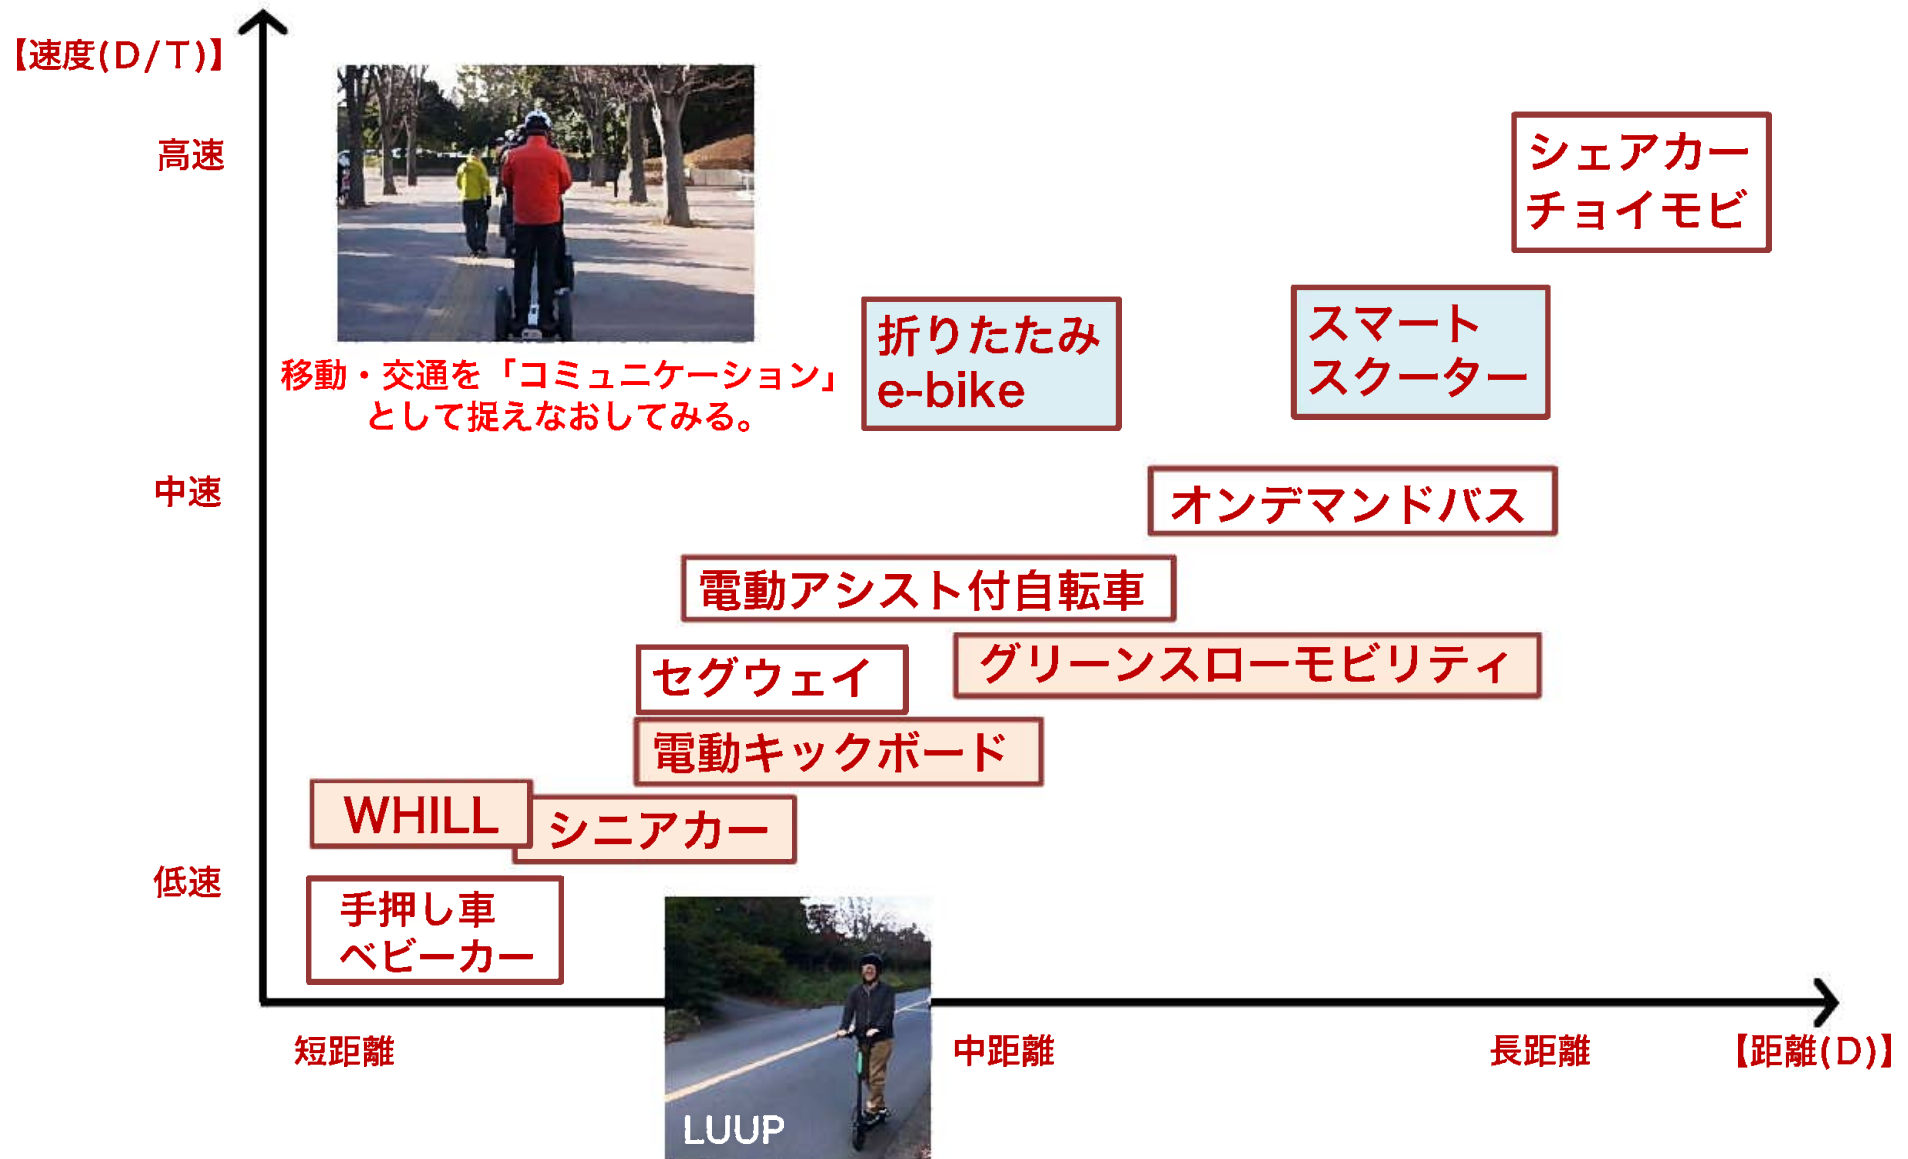 【速度(D/T)】
高速
シェアカー
チョイモビ
スマート
スクーター
折りたたみ
e-bike
移動・交通を「コミュニケーション」
として捉えなおしてみる。
中速
オンデマンドバス
電動アシスト付自転車
グリーンスローモビリティ
セグウェイ
電動キックボード
WHILL
シニアカー
低速
手押し車
ベビーカー
短距離
中距離
長距離
【距離(D)】
LUUP